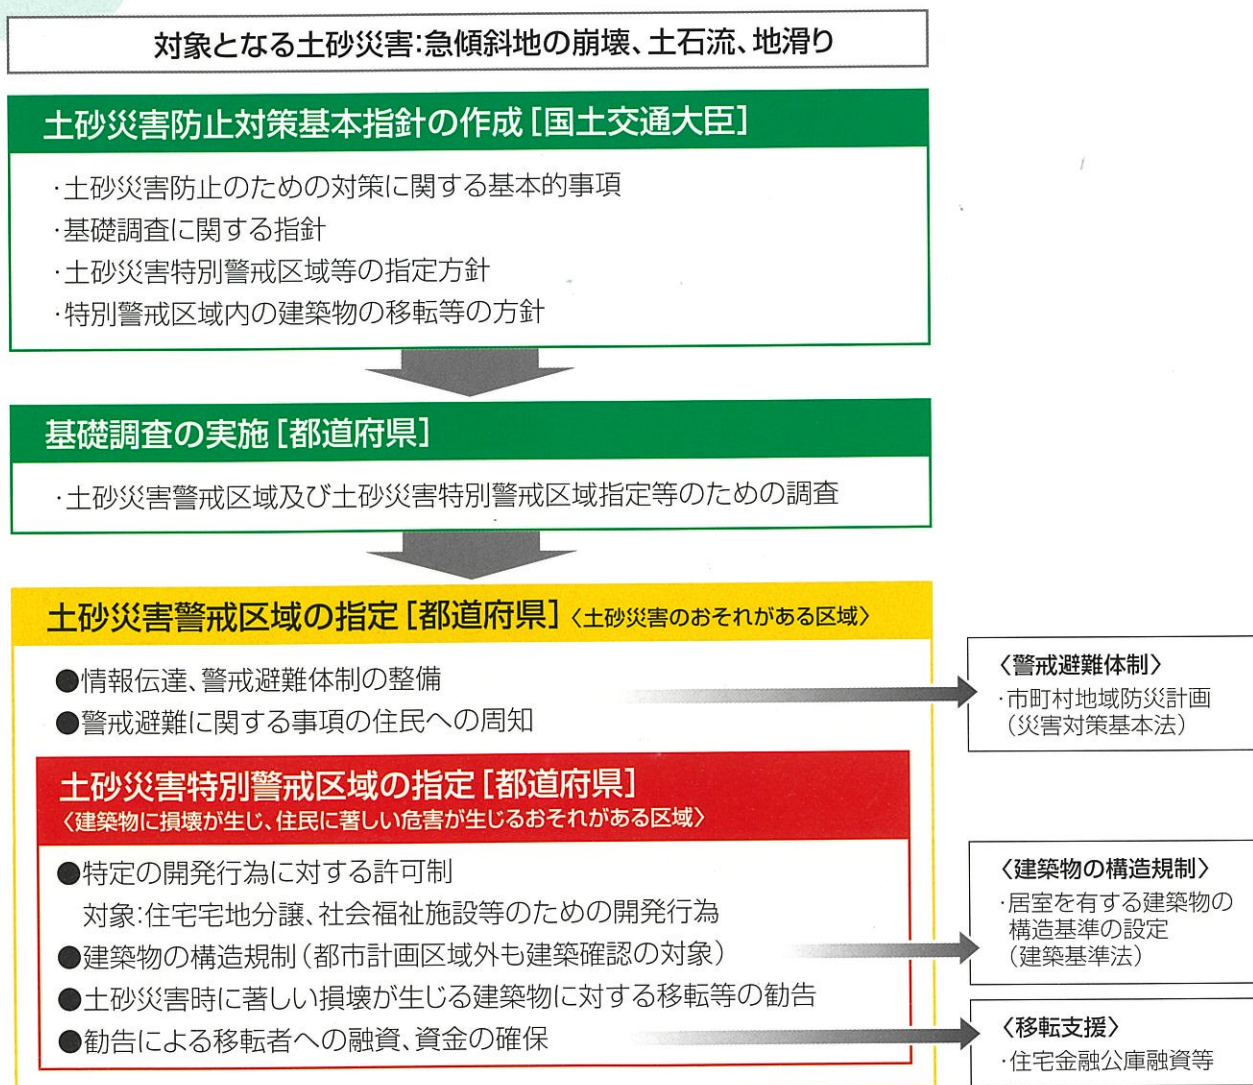 対象となる土砂災害:急傾斜地の崩壊、土石流、地滑り
土砂災害防止対策基本指針の作成[国土交通大臣]
・土砂災害防止のための対策に関する基本的事項
・基礎調査に関する指針
・土砂災害特別警戒区域等の指定方針
・特別警戒区域内の建築物の移転等の方針
基礎調査の実施[都道府県]
・土砂災害警戒区域及び土砂災害特別警戒区域指定等のための調査
土砂災害警戒区域の指定[都道府県]〈土砂災害のおそれがある区域〉
●情報伝達、警戒避難体制の整備
●警戒避難に関する事項の住民への周知
〈警戒避難体制〉
・市町村地域防災計画
(災害対策基本法)
土砂災害特別警戒区域の指定[都道府県]
〈建築物に損壊が生じ、住民に著しい危害が生じるおそれがある区域〉
●特定の開発行為に対する許可制
対象:住宅宅地分譲、社会福祉施設等のための開発行為
●建築物の構造規制(都市計画区域外も建築確認の対象)
●土砂災害時に著しい損壊が生じる建築物に対する移転等の勧告
●勧告による移転者への融資、資金の確保
〈建築物の構造規制〉
・居室を有する建築物の
構造基準の設定
(建築基準法)
〈移転支援〉
・住宅金融公庫融資等